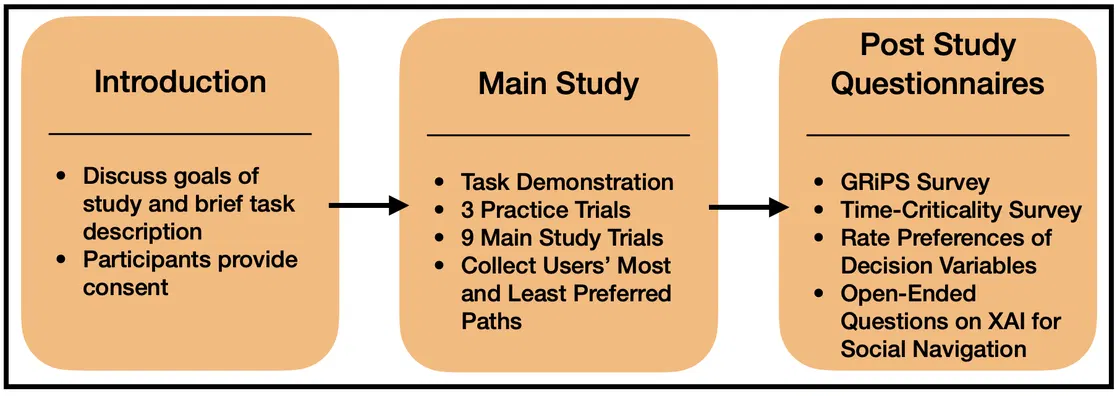 Introduction
• Discuss goals of
study and brief task
description
• Participants provide
consent
Main Study
• Task Demonstration
• 3 Practice Trials
• 9 Main Study Trials
• Collect Users’ Most
and Least Preferred
Paths
Post Study
Questionnaires
• GRiPS Survey
• Time-Criticality Survey
• Rate Preferences of
Decision Variables
• Open-Ended
Questions on XAI for
Social Navigation